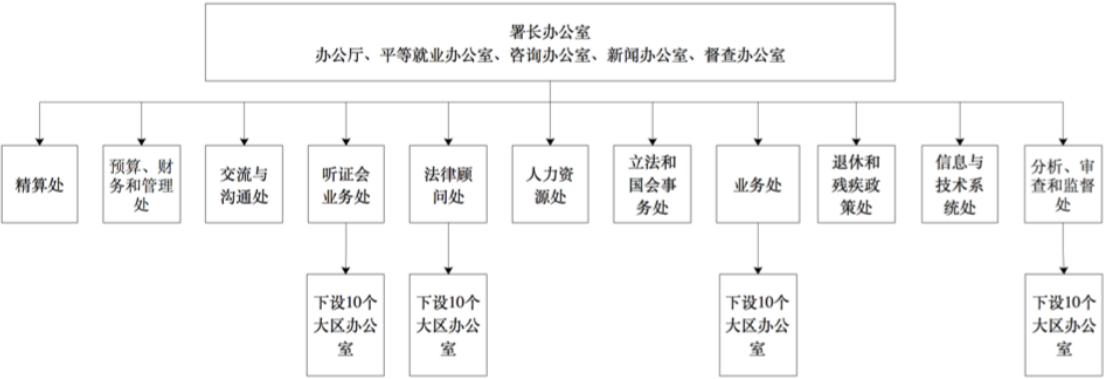 署长办公室
办公厅、平等就业办公室、咨询办公室、新闻办公室、督查办公室
精算处
预算、财
务和管理
处
交流与
沟通处
听证会
业务处
法律顾
问处
人力资
源处
立法和
国会事
务处
业务处
退休和
残疾政
策处
信息与
技术系
统处
分析、审
查和监督
处
下设10个
大区办公
室
下设10个
大区办公
室
下设10个
大区办公
室
下设10个
大区办公
室